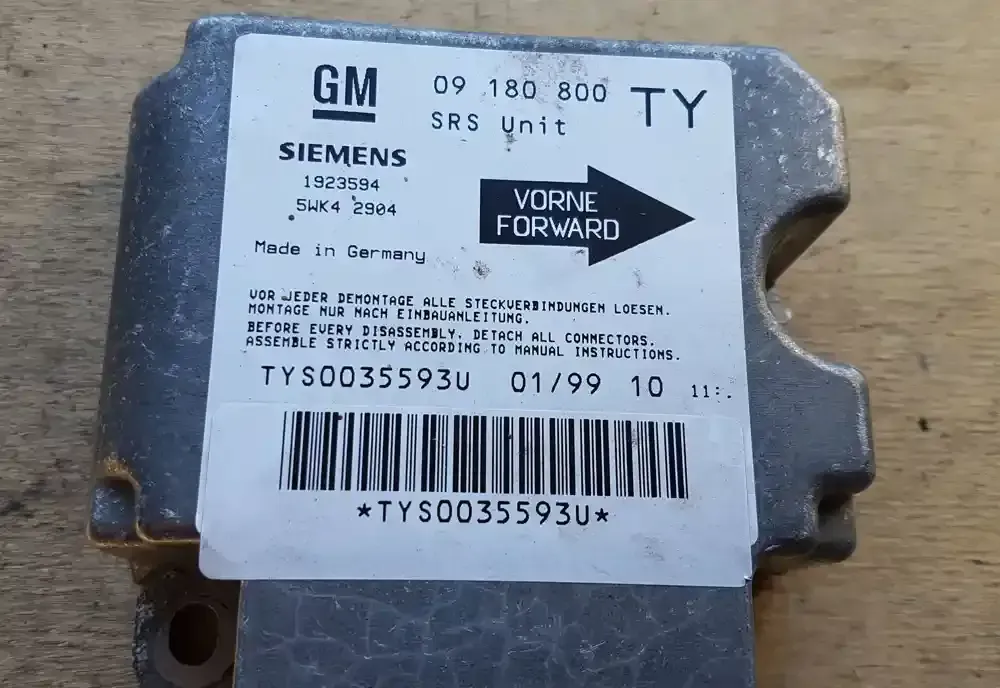 GM
09 180 800 TY
SRS Unit
SIEMENS
1923594
5WK4 2904
VORNE
FORWARD
Made in Germany
VOR JEDER DEMONTAGE ALLE STECKVERBINDUNGEN LOESEN.
MONTAGE NUR NACH EINBAUANLEITUNG.
BEFORE EVERY DISASSEMBLY, DETACH ALL CONNECTORS.
ASSEMBLE STRICTLY ACCORDING TO MANUAL INSTRUCTIONS.
TYS0035593U 01/99 10
*TYS0035593U*